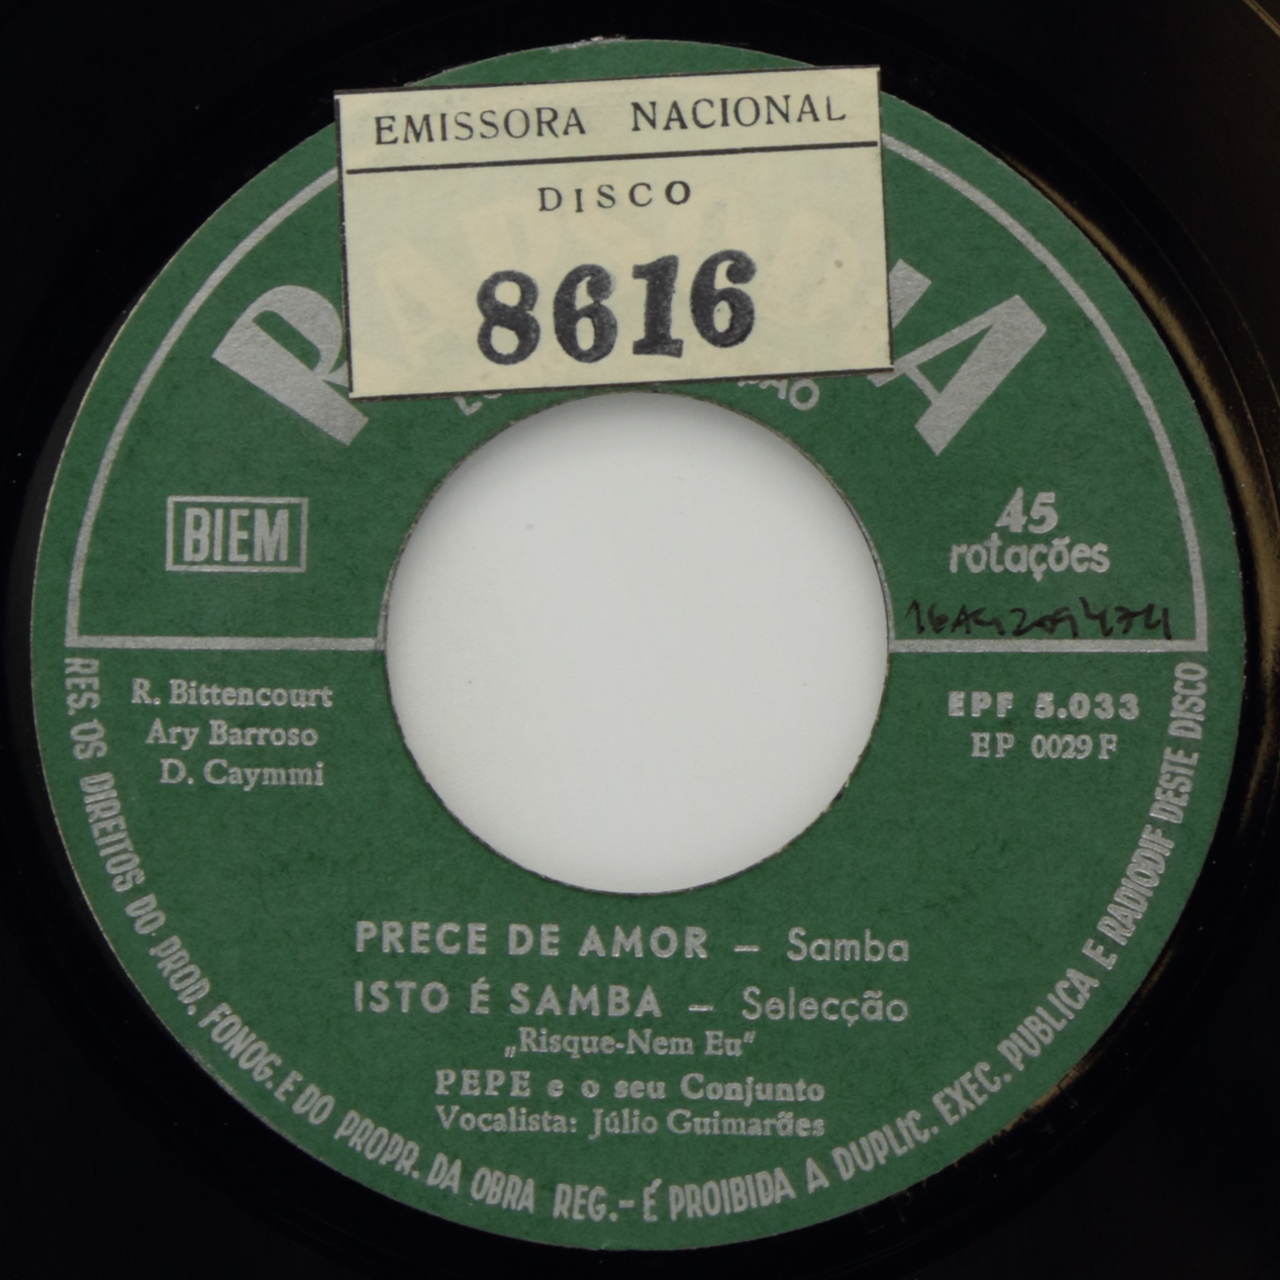 EMISSORA NACIONAL
DISCO
8616
BIEM
45
rotações
R. Bittencourt
Ary Barroso
D. Caymmi
EPF 5.033
EP 0029 F
PRECE DE AMOR – Samba
ISTO É SAMBA – Selecção
„Risque-Nem Eu"
PEPE e o seu Conjunto
Vocalista: Júlio Guimarães
RES. OS DIREITOS DO PROD. FONOG. E DO PROPR. DA OBRA REG.- É PROIBIDA A DUPLIC. EXEC. PUBLICA E RADIODIF DESTE DISCO